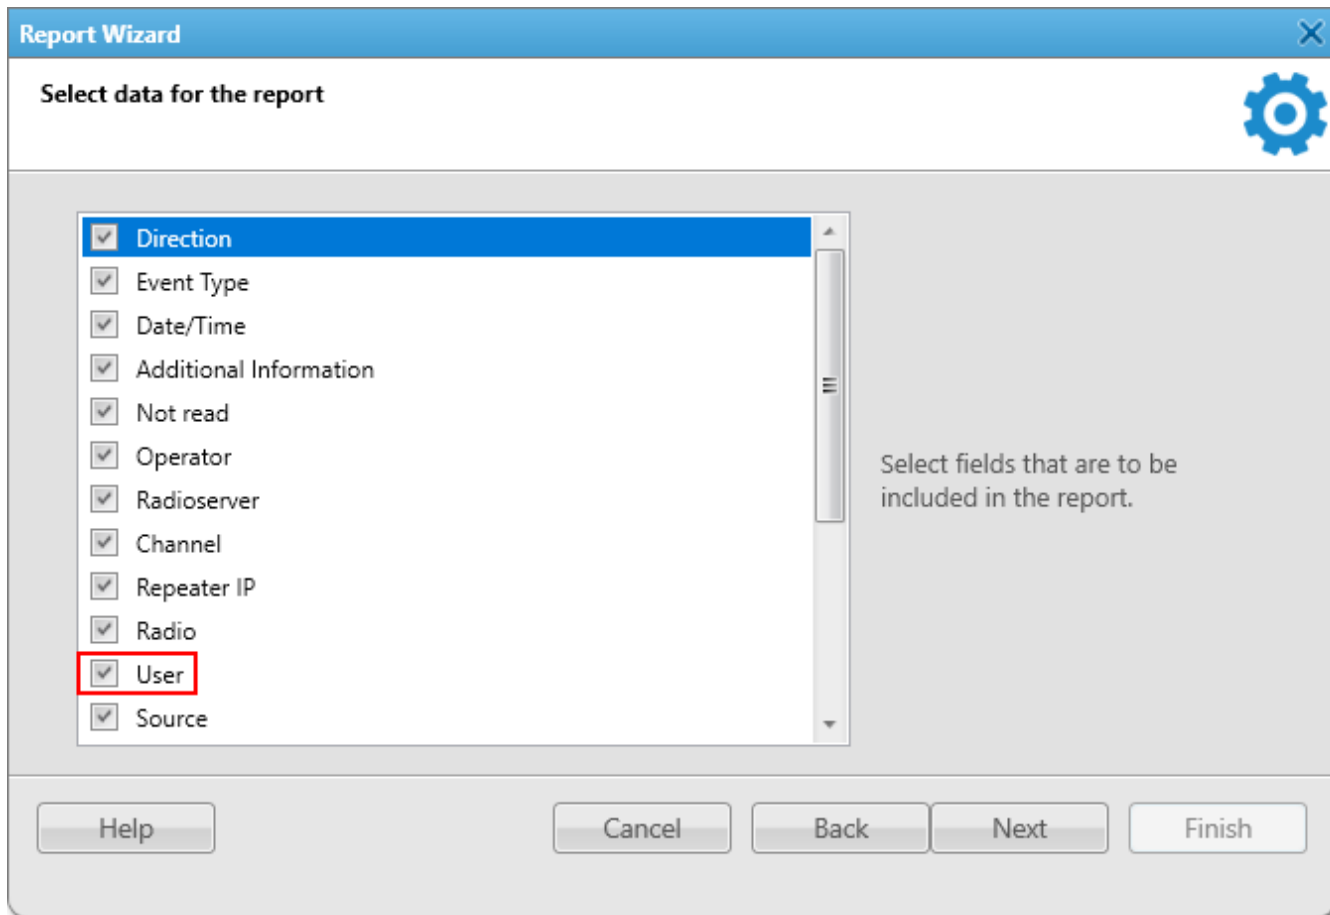 Report Wizard
Select data for the report
Direction
Event Type
Date/Time
Additional Information
Not read
Operator
Radioserver
Channel
Repeater IP
Radio
User
Source
Select fields that are to be
included in the report.
Help
Cancel
Back
Next
Finish